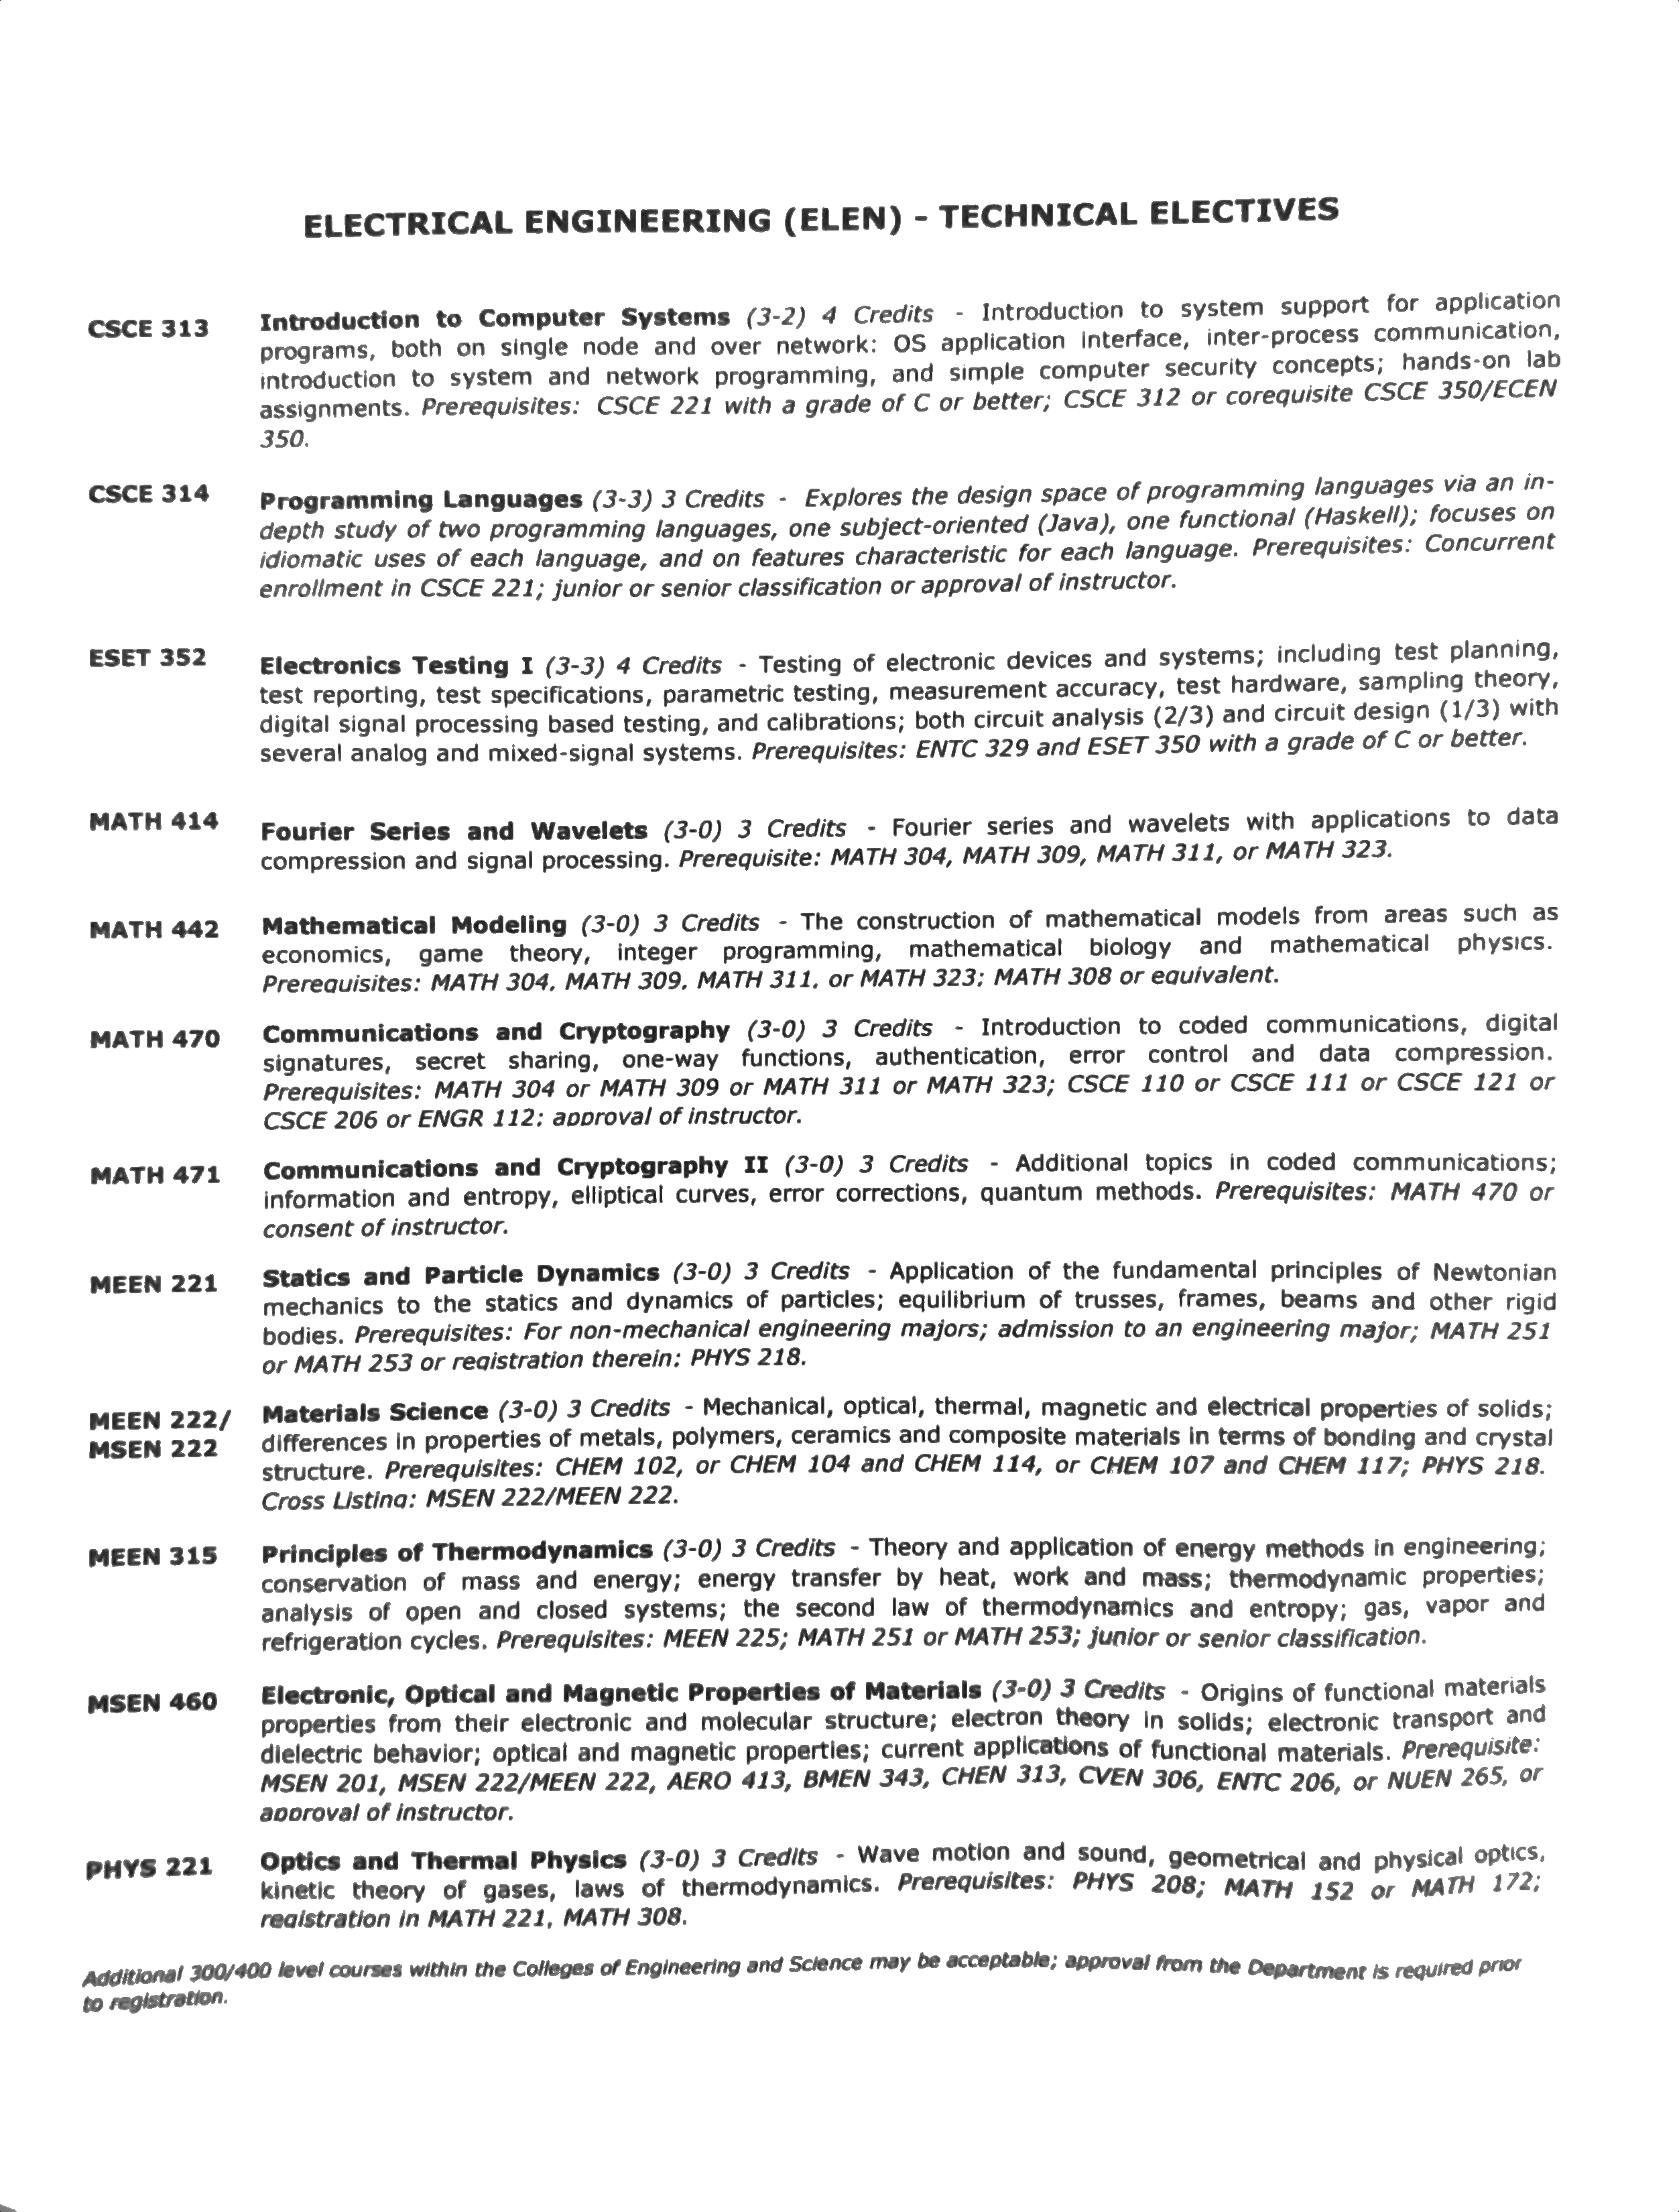 ELECTRICAL ENGINEERING (ELEN) - TECHNICAL ELECTIVES
CSCE 313 Introduction to Computer Systems (3-2) 4 Credits - Introduction to system support for application
programs, both on single node and over network: OS application interface, inter-process communication,
introduction to system and network programming, and simple computer security concepts; hands-on lab
assignments. Prerequisites: CSCE 221 with a grade of C or better; CSCE 312 or corequisite CSCE 350/ECEN
350.
CSCE 314 Programming Languages (3-3) 3 Credits - Explores the design space of programming languages via an in-
depth study of two programming languages, one subject-oriented (Java), one functional (Haskell); focuses on
idiomatic uses of each language, and on features characteristic for each language. Prerequisites: Concurrent
enrollment in CSCE 221; junior or senior classification or approval of instructor.
ESET 352 Electronics Testing I (3-3) 4 Credits - Testing of electronic devices and systems; including test planning,
test reporting, test specifications, parametric testing, measurement accuracy, test hardware, sampling theory,
digital signal processing based testing, and calibrations; both circuit analysis (2/3) and circuit design (1/3) with
several analog and mixed-signal systems. Prerequisites: ENTC 329 and ESET 350 with a grade of C or better.
MATH 414 Fourier Series and Wavelets (3-0) 3 Credits - Fourier series and wavelets with applications to data
compression and signal processing. Prerequisite: MATH 304, MATH 309, MATH 311, or MATH 323.
MATH 442 Mathematical Modeling (3-0) 3 Credits - The construction of mathematical models from areas such as
economics, game theory, integer programming, mathematical biology and mathematical physics.
Prerequisites: MATH 304, MATH 309, MATH 311, or MATH 323; MATH 308 or equivalent.
MATH 470 Communications and Cryptography (3-0) 3 Credits - Introduction to coded communications, digital
signatures, secret sharing, one-way functions, authentication, error control and data compression.
Prerequisites: MATH 304 or MATH 309 or MATH 311 or MATH 323; CSCE 110 or CSCE 111 or CSCE 121 or
CSCE 206 or ENGR 112; approval of instructor.
MATH 471 Communications and Cryptography II (3-0) 3 Credits - Additional topics in coded communications;
information and entropy, elliptical curves, error corrections, quantum methods. Prerequisites: MATH 470 or
consent of instructor.
MEEN 221 Statics and Particle Dynamics (3-0) 3 Credits - Application of the fundamental principles of Newtonian
mechanics to the statics and dynamics of particles; equilibrium of trusses, frames, beams and other rigid
bodies. Prerequisites: For non-mechanical engineering majors; admission to an engineering major; MATH 251
or MATH 253 or registration therein; PHYS 218.
MEEN 222/ Materials Science (3-0) 3 Credits - Mechanical, optical, thermal, magnetic and electrical properties of solids;
MSEN 222 differences in properties of metals, polymers, ceramics and composite materials in terms of bonding and crystal
structure. Prerequisites: CHEM 102, or CHEM 104 and CHEM 114, or CHEM 107 and CHEM 117; PHYS 218.
Cross Listing: MSEN 222/MEEN 222.
MEEN 315 Principles of Thermodynamics (3-0) 3 Credits - Theory and application of energy methods in engineering;
conservation of mass and energy; energy transfer by heat, work and mass; thermodynamic properties;
analysis of open and closed systems; the second law of thermodynamics and entropy; gas, vapor and
refrigeration cycles. Prerequisites: MEEN 225; MATH 251 or MATH 253; junior or senior classification.
MSEN 460 Electronic, Optical and Magnetic Properties of Materials (3-0) 3 Credits - Origins of functional materials
properties from their electronic and molecular structure; electron theory in solids; electronic transport and
dielectric behavior; optical and magnetic properties; current applications of functional materials. Prerequisite:
MSEN 201, MSEN 222/MEEN 222, AERO 413, BMEN 343, CHEN 313, CVEN 306, ENTC 206, or NUEN 265, or
approval of instructor.
PHYS 221 Optics and Thermal Physics (3-0) 3 Credits - Wave motion and sound, geometrical and physical optics,
kinetic theory of gases, laws of thermodynamics. Prerequisites: PHYS 208; MATH 152 or MATH 172;
registration in MATH 221, MATH 308.
Additional 300/400 level courses within the Colleges of Engineering and Science may be acceptable; approval from the Department is required prior
to registration.